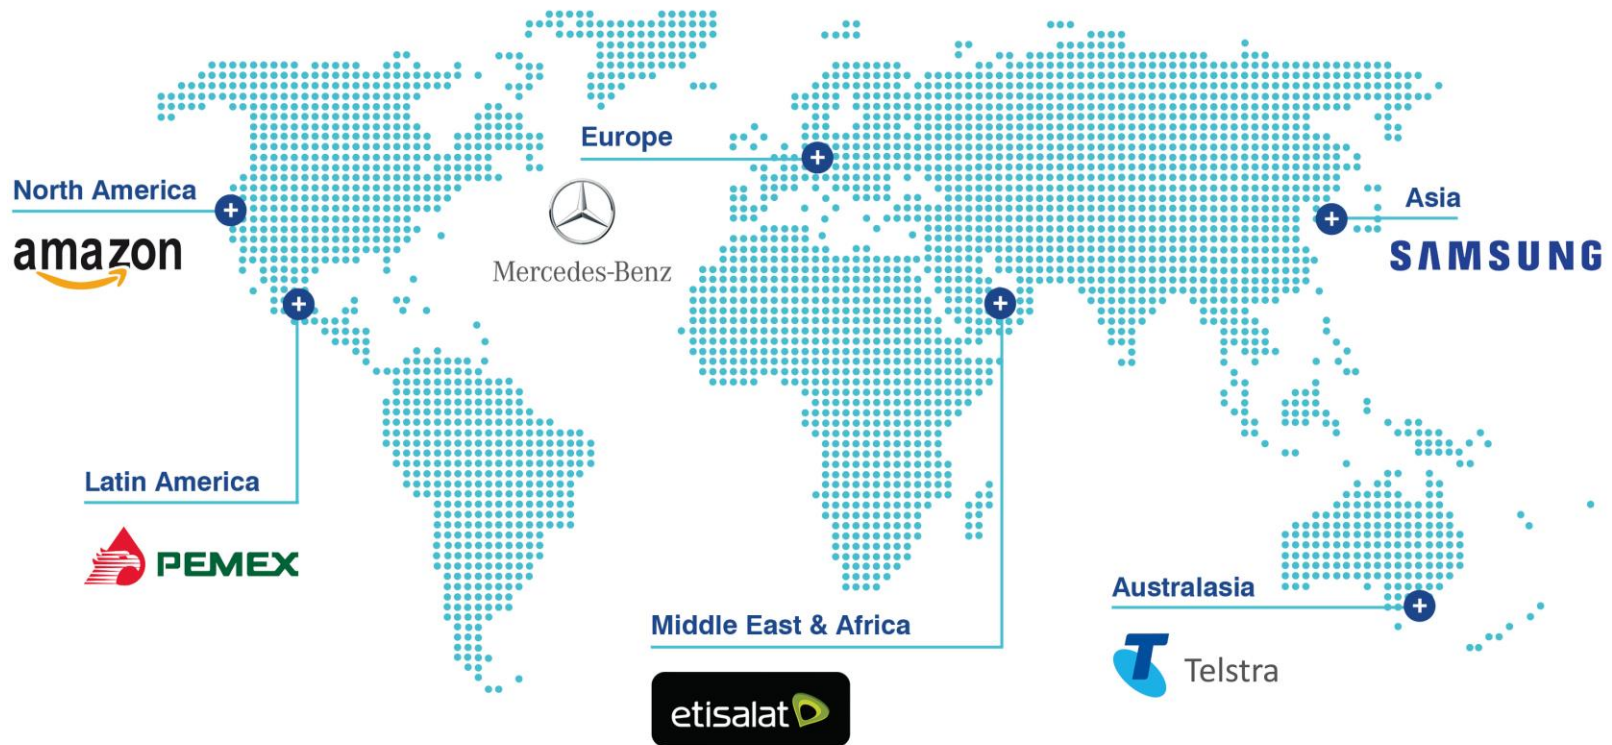 Europe
North America
amazon
Mercedes-Benz
Asia
SAMSUNG
Latin America
PEMEX
Australasia
Telstra
Middle East & Africa
etisalat